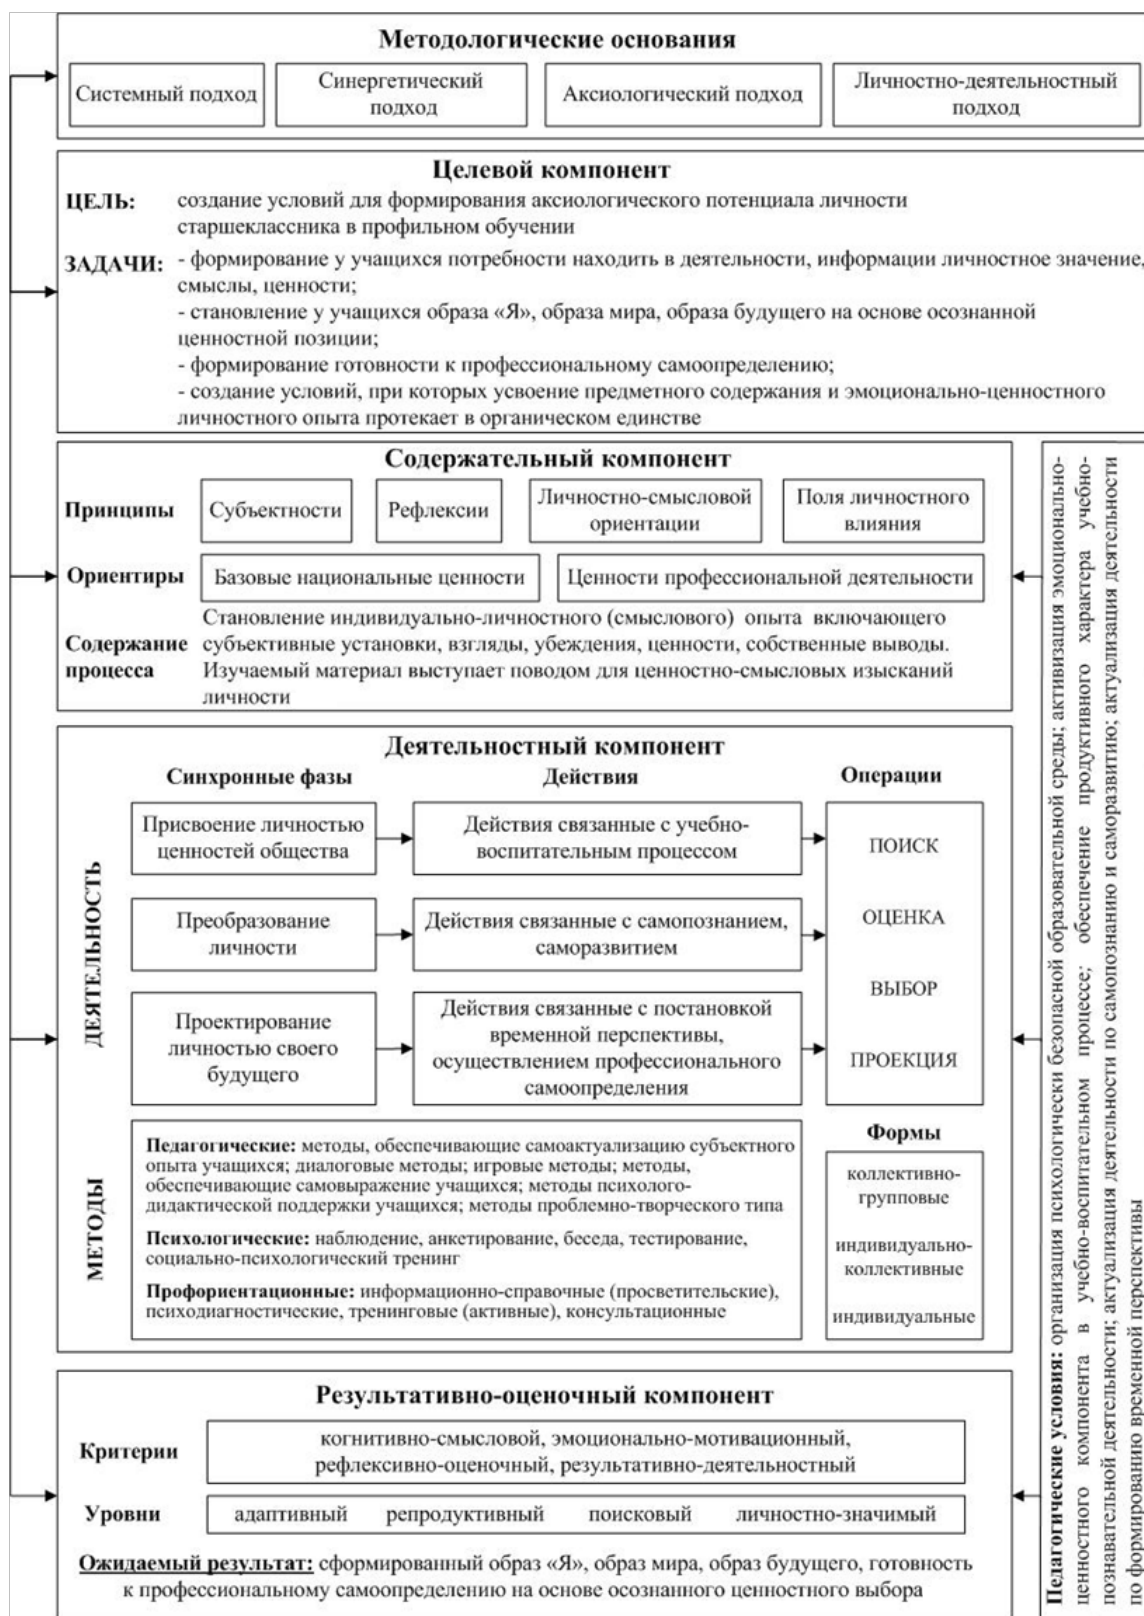 Методологические основания
Системный подход
Синергетический
подход
Аксиологический подход
Личностно-деятельностный
подход
Целевой компонент
ЦЕЛЬ: создание условий для формирования аксиологического потенциала личности
старшеклассника в профильном обучении
ЗАДАЧИ: - формирование у учащихся потребности находить в деятельности, информации личностное значение,
смыслы, ценности;
- становление у учащихся образа «Я», образа мира, образа будущего на основе осознанной
ценностной позиции;
- формирование готовности к профессиональному самоопределению;
- создание условий, при которых усвоение предметного содержания и эмоционально-ценностного
личностного опыта протекает в органическом единстве
Содержательный компонент
Принципы
Субъектности
Рефлексии
Личностно-смысловой
ориентации
Поля личностного
влияния
Ориентиры
Базовые национальные ценности
Ценности профессиональной деятельности
Содержание
процесса
Становление индивидуально-личностного (смыслового) опыта включающего
субъективные установки, взгляды, убеждения, ценности, собственные выводы.
Изучаемый материал выступает поводом для ценностно-смысловых изысканий
личности
Деятельностный компонент
Синхронные фазы
Действия
Операции
ДЕЯТЕЛЬНОСТЬ
Присвоение личностью
ценностей общества
Действия связанные с учебно-
воспитательным процессом
Преобразование
личности
Действия связанные с самопознанием,
саморазвитием
Проектирование
личностью своего
будущего
Действия связанные с постановкой
временной перспективы,
осуществлением профессионального
самоопределения
ПОИСК
ОЦЕНКА
ВЫБОР
ПРОЕКЦИЯ
МЕТОДЫ
Педагогические: методы, обеспечивающие самоактуализацию субъектного
опыта учащихся; диалоговые методы; игровые методы; методы,
обеспечивающие самовыражение учащихся; методы психолого-
дидактической поддержки учащихся; методы проблемно-творческого типа
Психологические: наблюдение, анкетирование, беседа, тестирование,
социально-психологический тренинг
Профориентационные: информационно-справочные (просветительские),
психодиагностические, тренинговые (активные), консультационные
Формы
коллективно-
групповые
индивидуально-
коллективные
индивидуальные
Результативно-оценочный компонент
Критерии
когнитивно-смысловой, эмоционально-мотивационный,
рефлексивно-оценочный, результативно-деятельностный
Уровни
адаптивный репродуктивный поисковый личностно-значимый
Ожидаемый результат: сформированный образ «Я», образ мира, образ будущего, готовность
к профессиональному самоопределению на основе осознанного ценностного выбора
Педагогические условия: организация психологически безопасной образовательной среды; активизация эмоционально-
ценностного компонента в учебно-воспитательном процессе; обеспечение продуктивного характера учебно-
познавательной деятельности; актуализация деятельности по самопознанию и саморазвитию; актуализация деятельности
по формированию временной перспективы